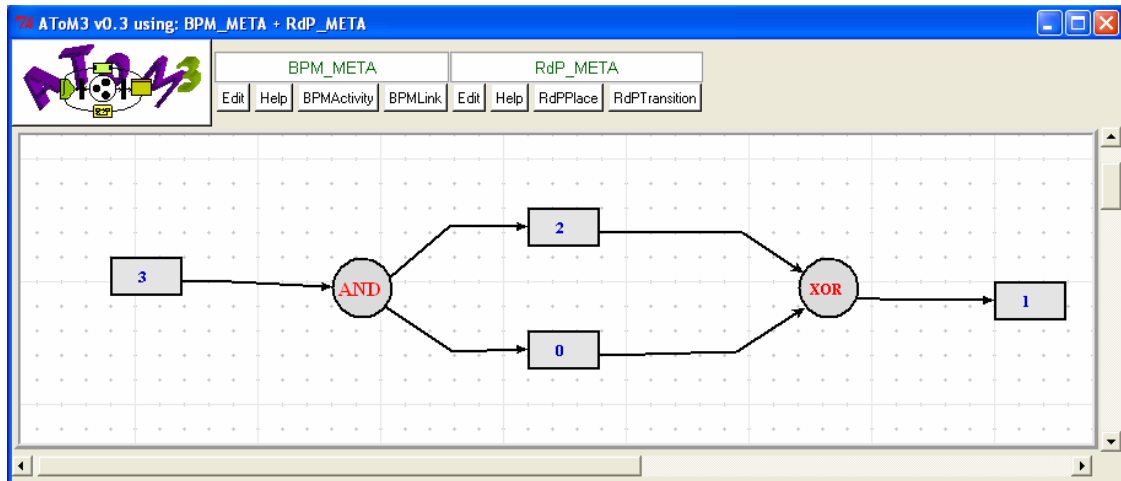 AToM3 v0.3 using: BPM_META + RdP_META
AToM3
BPM_META RdP_META
Edit Help BPMActivity BPMLink Edit Help RdPPlace RdPTransition
2
3 AND XOR 1
0